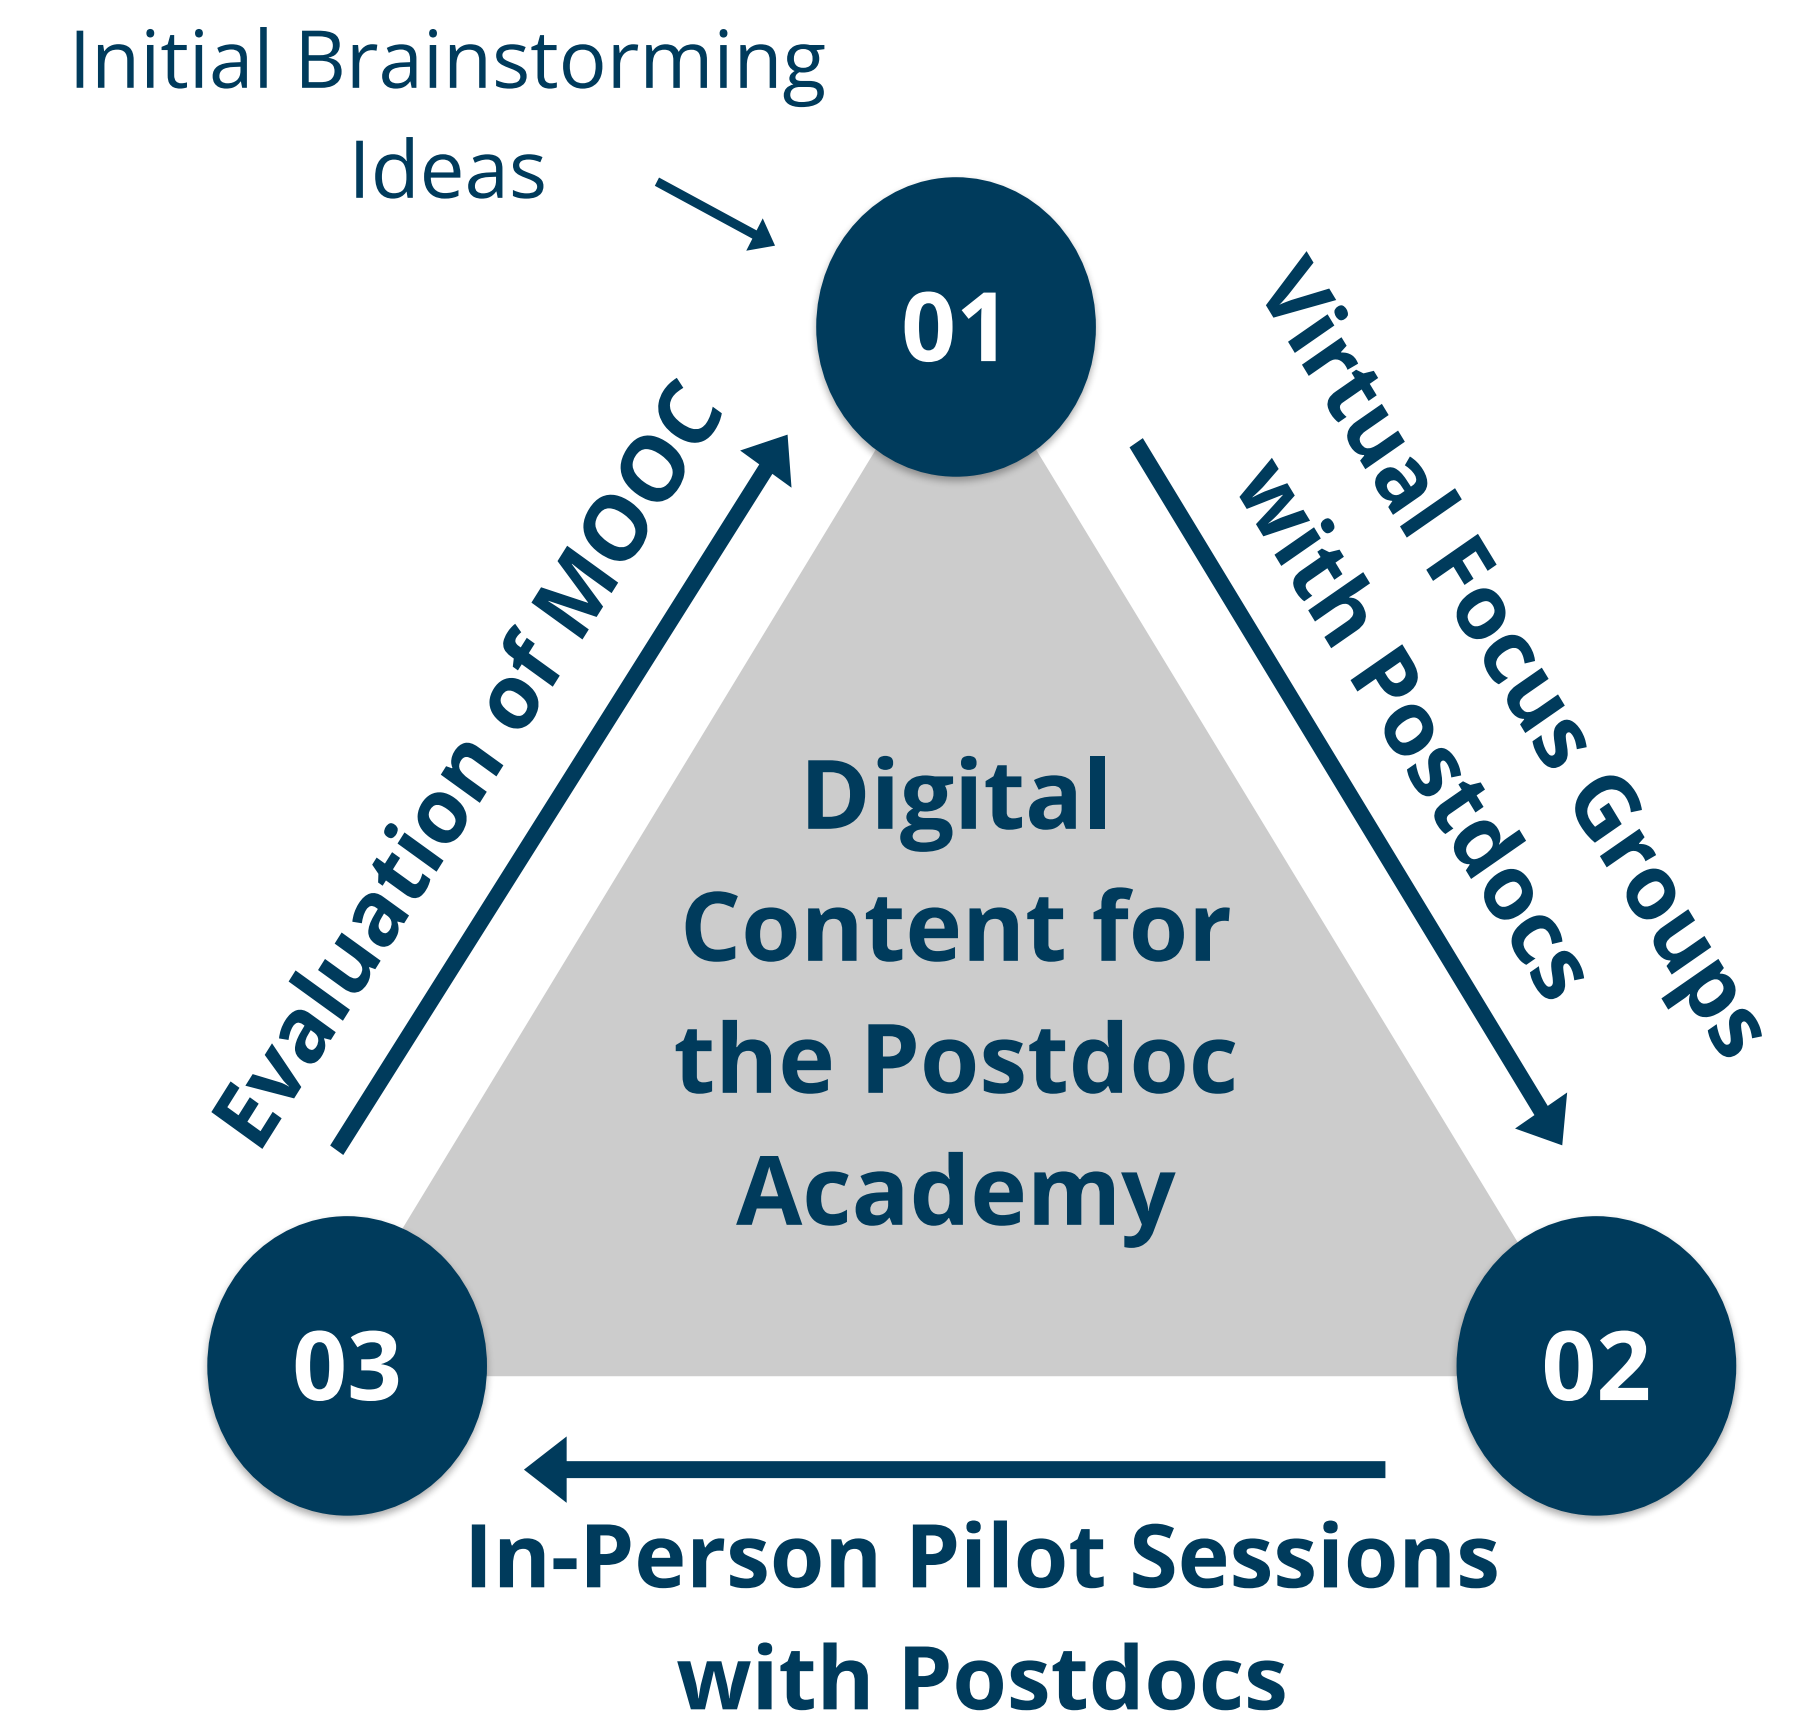 Initial Brainstorming
Ideas
01
Virtual Focus Groups
with Postdocs
Evaluation of MOOC
Digital
Content for
the Postdoc
Academy
03
02
In-Person Pilot Sessions
with Postdocs